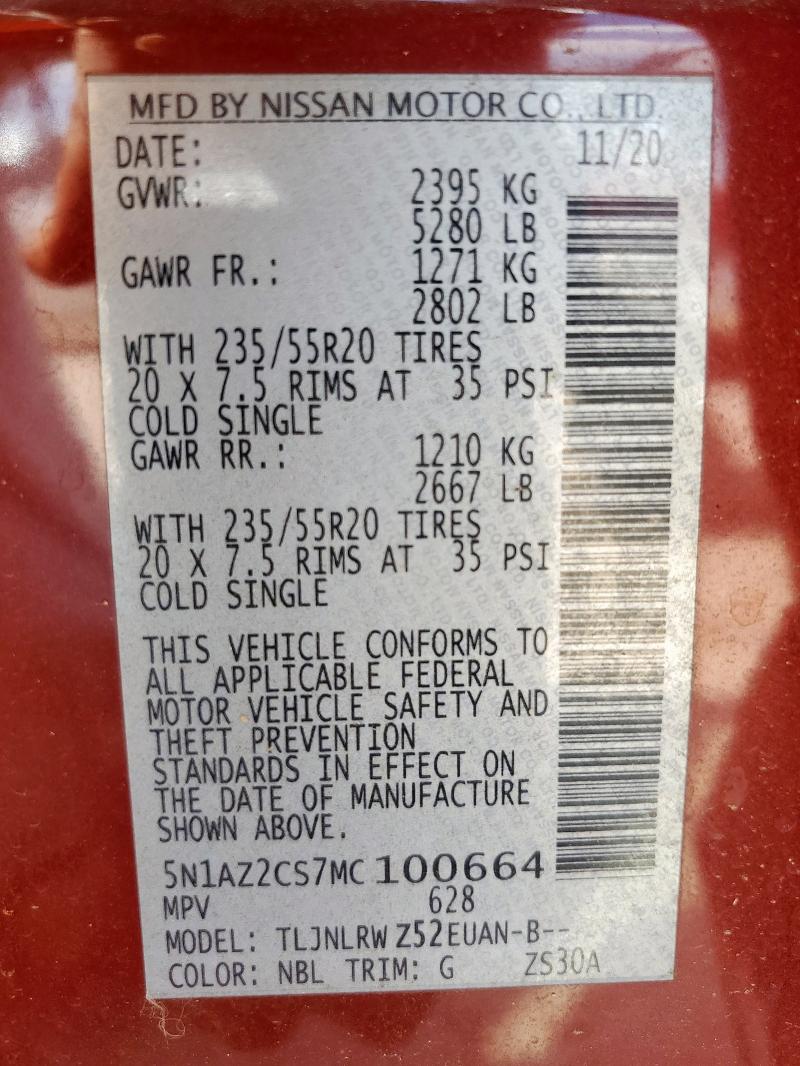 MFD BY NISSAN MOTOR CO., LTD.
DATE: 11/20
GVWR: 2395 KG
5280 LB
GAWR FR.: 1271 KG
2802 LB
WITH 235/55R20 TIRES
20 X 7.5 RIMS AT 35 PSI
COLD SINGLE
GAWR RR.: 1210 KG
2667 LB
WITH 235/55R20 TIRES
20 X 7.5 RIMS AT 35 PSI
COLD SINGLE
THIS VEHICLE CONFORMS TO
ALL APPLICABLE FEDERAL
MOTOR VEHICLE SAFETY AND
THEFT PREVENTION
STANDARDS IN EFFECT ON
THE DATE OF MANUFACTURE
SHOWN ABOVE.
5N1AZ2CS7MC100664
MPV 628
MODEL: TLJNLRW Z52EUAN-B--
COLOR: NBL TRIM: G ZS30A